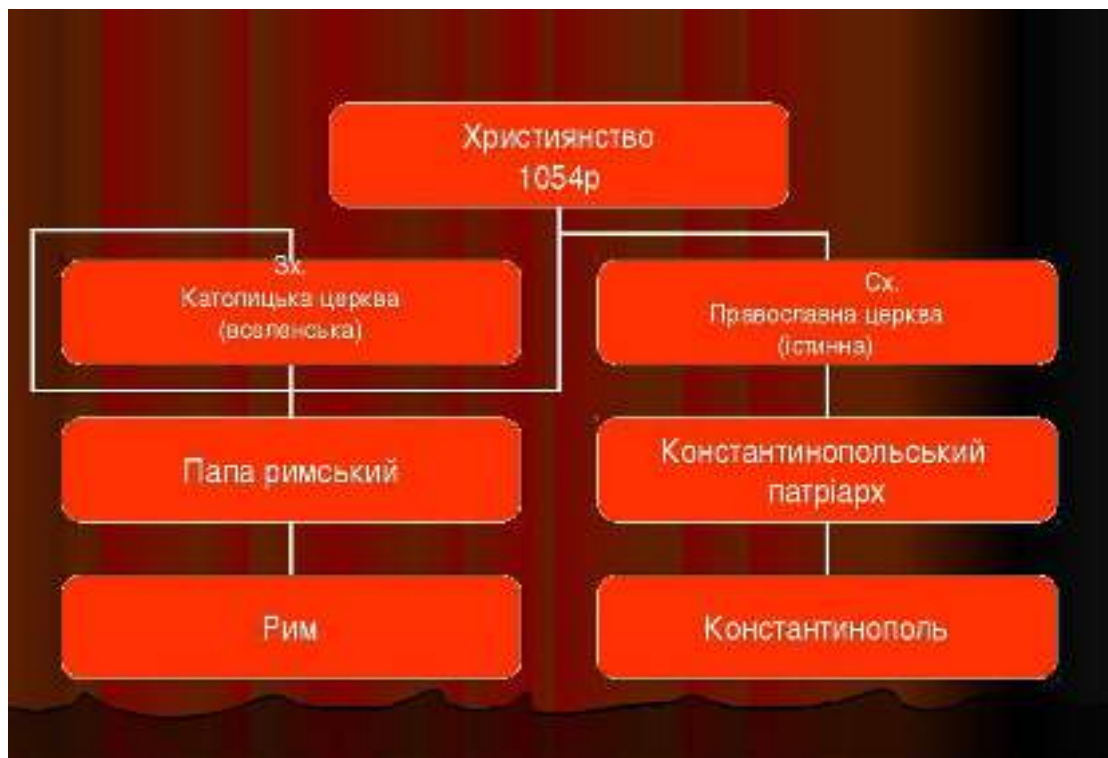 Християнство
1054р
Зх.
Католицька церква
(вселенська)
Сх.
Православна церква
(істинна)
Папа римський
Константинопольський
патріарх
Рим
Константинополь